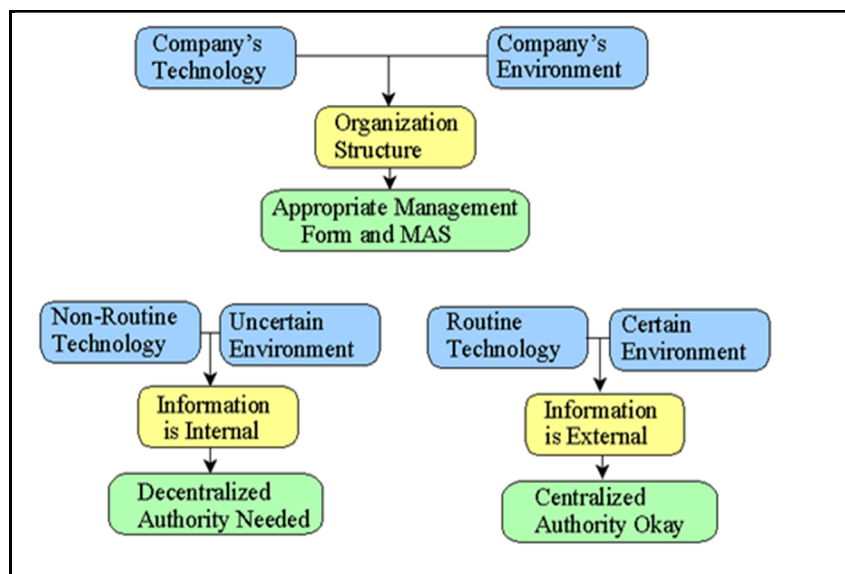 Company's
Technology
Company's
Environment
Organization
Structure
Appropriate Management
Form and MAS
Non-Routine
Technology
Uncertain
Environment
Routine
Technology
Certain
Environment
Information
is Internal
Information
is External
Decentralized
Authority Needed
Centralized
Authority Okay